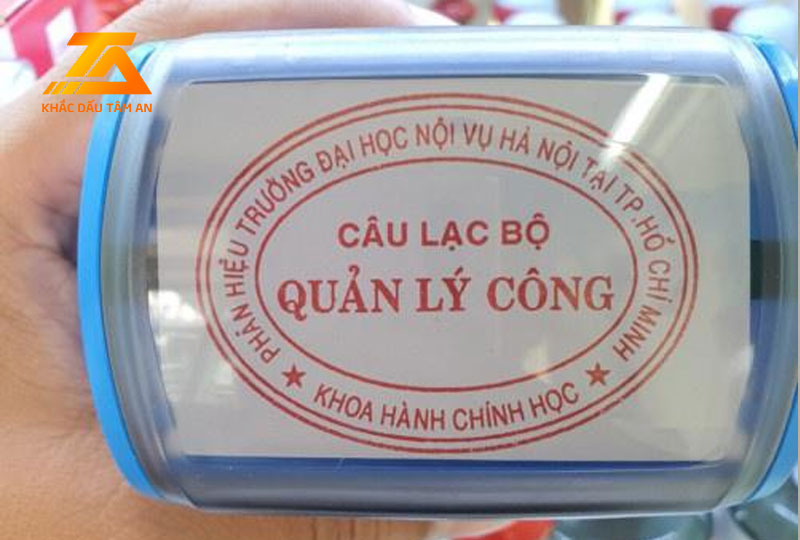 KHẮC DẤU TÂM AN
PHÂN HIỆU TRƯỜNG ĐẠI HỌC NỘI VỤ HÀ NỘI TẠI TP.HỒ CHÍ MINH
CÂU LẠC BỘ
QUẢN LÝ CÔNG
★ KHOA HÀNH CHÍNH HỌC ★